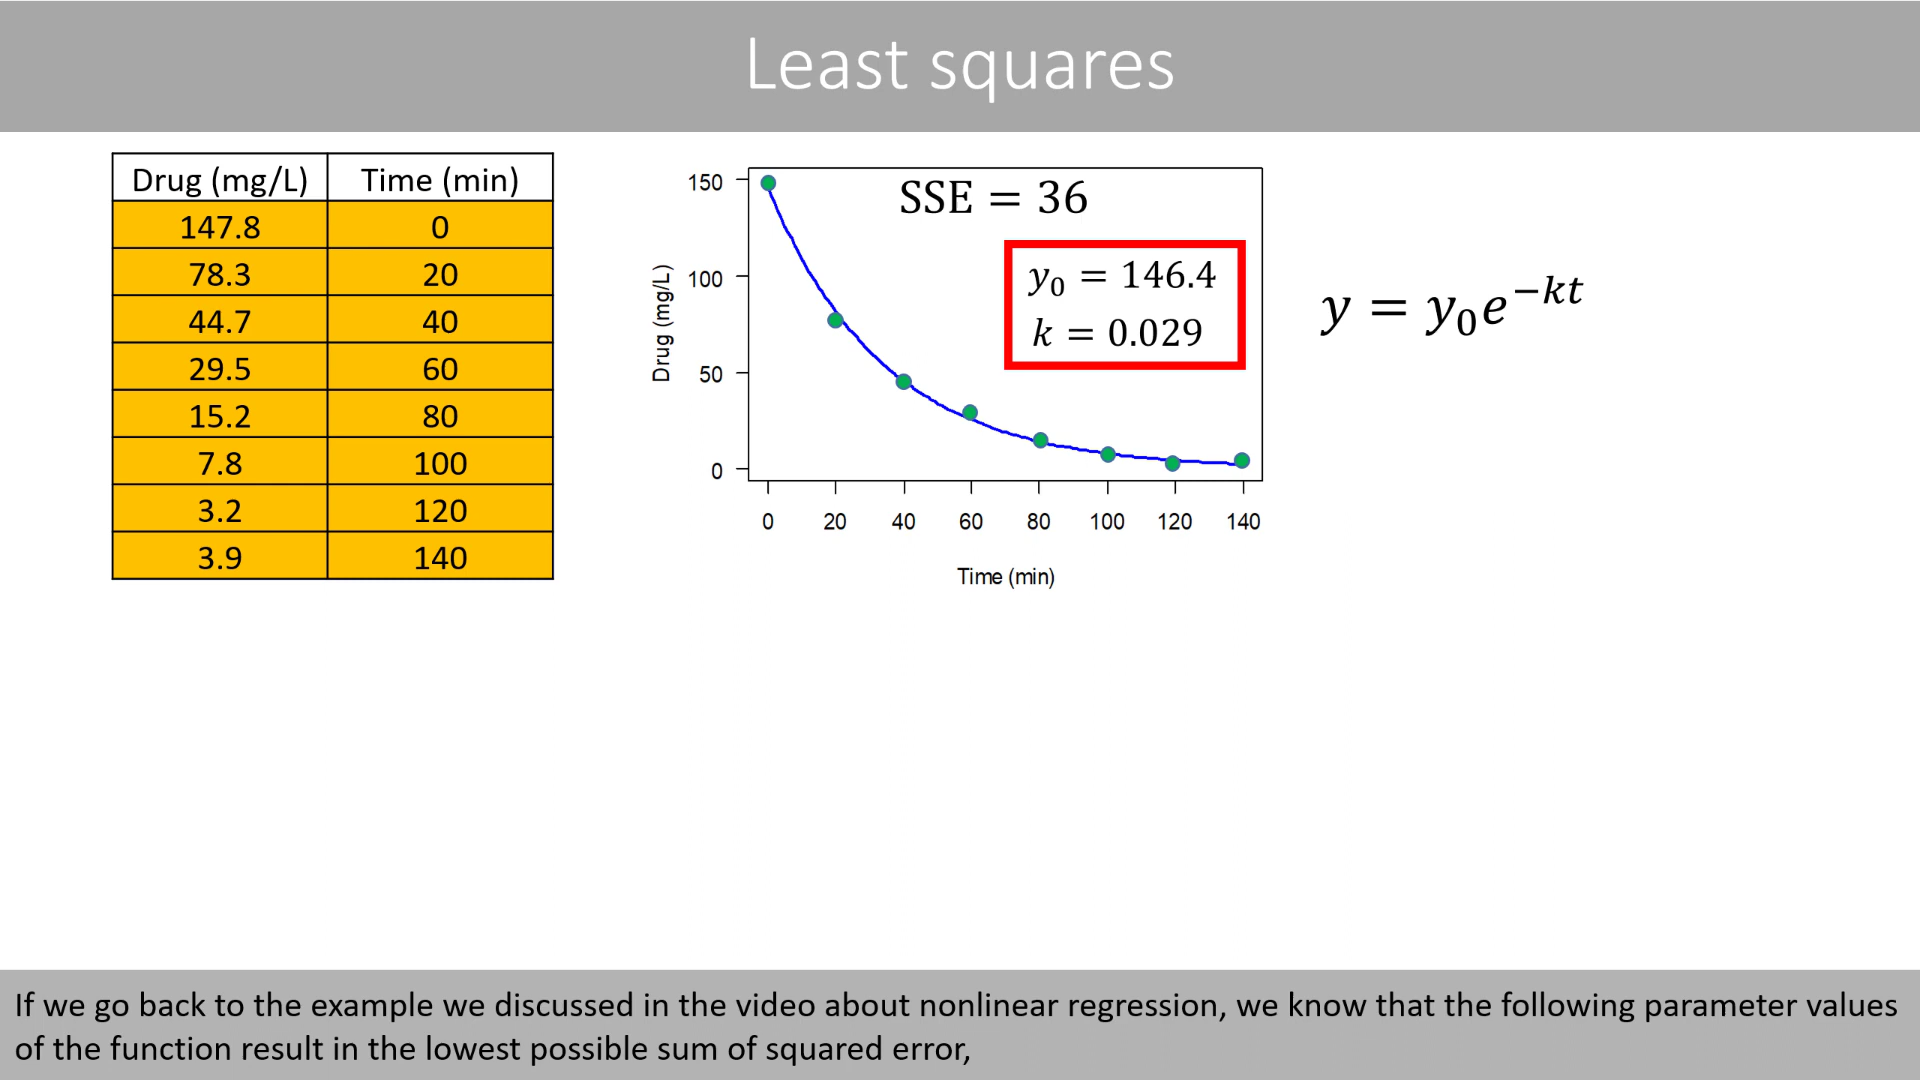 Least squares
Drug (mg/L) Time (min)
147.8 0
78.3 20
44.7 40
29.5 60
15.2 80
7.8 100
3.2 120
3.9 140
Drug (mg/L)
150
100
50
0
SSE = 36
y₀ = 146.4
k = 0.029
0 20 40 60 80 100 120 140
Time (min)
y = y₀e^{−kt}
If we go back to the example we discussed in the video about nonlinear regression, we know that the following parameter values
of the function result in the lowest possible sum of squared error,